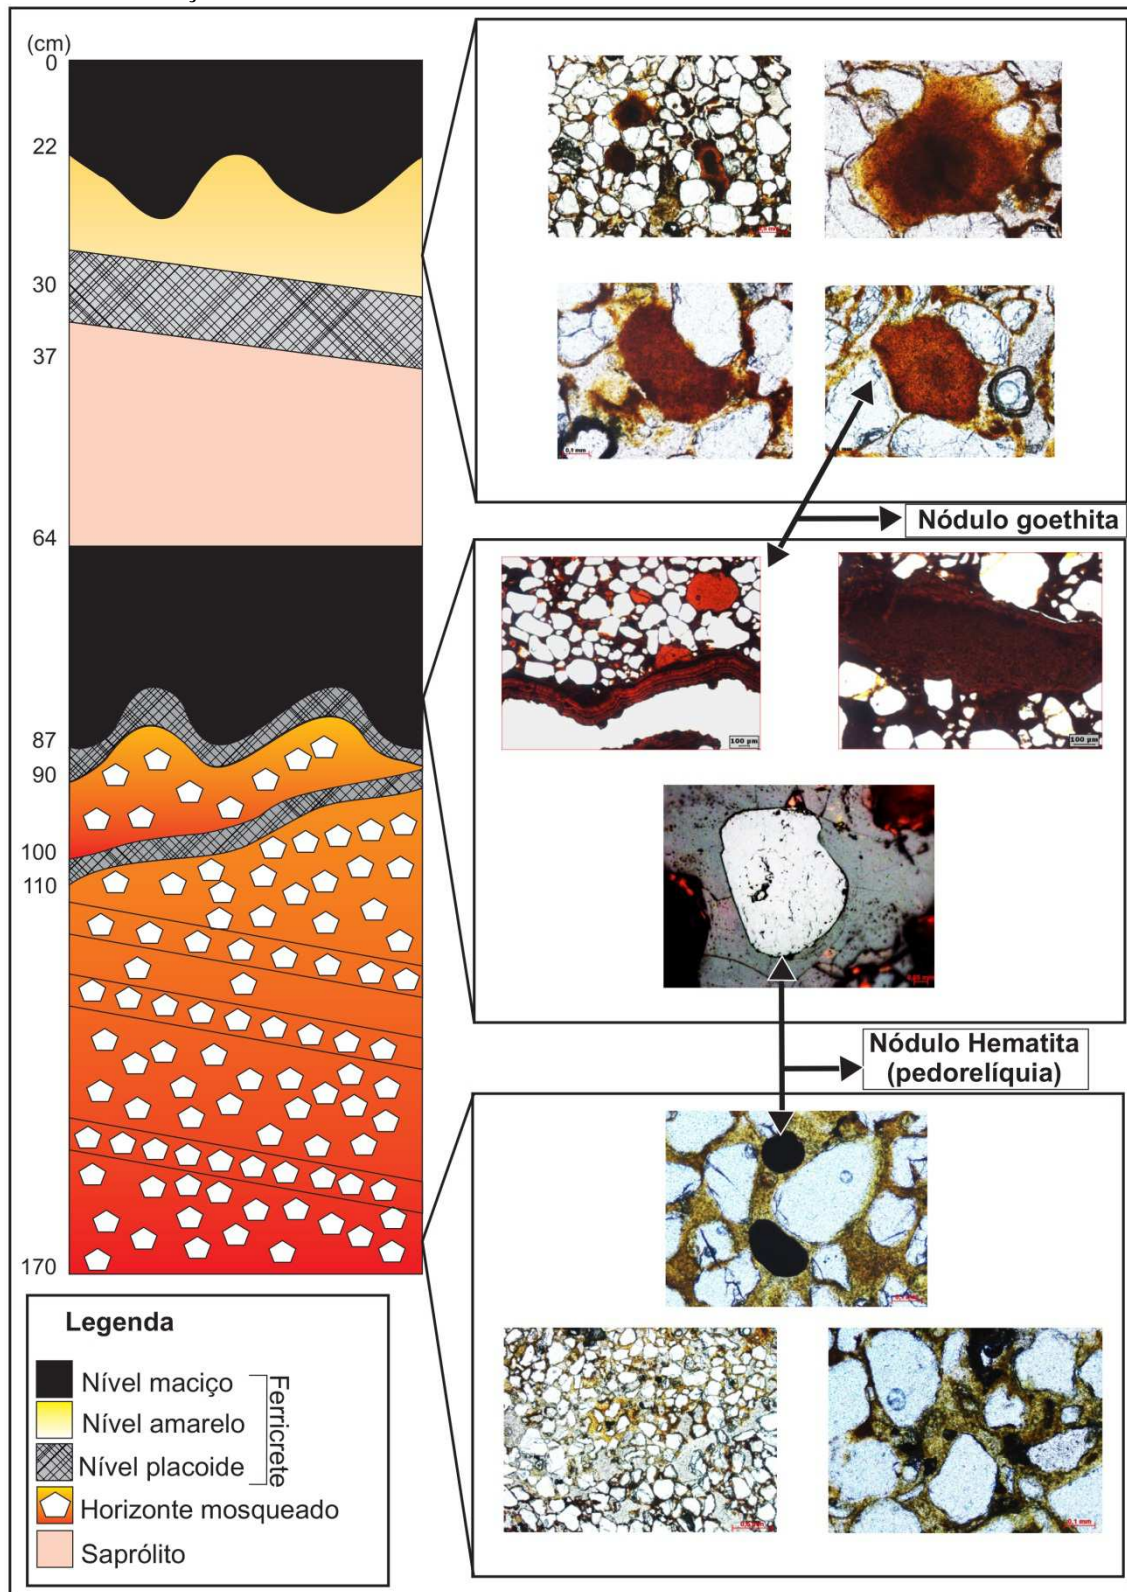 (cm)
0
22
30
37
64
87
90
100
110
170
Nódulo goethita
0,1 mm
100 µm
100 µm
Nódulo Hematita
(pedorelíquia)
0,1 mm
Legenda
Nível maciço
Nível amarelo
Nível placoide
Ferricrete
Horizonte mosqueado
Saprólito